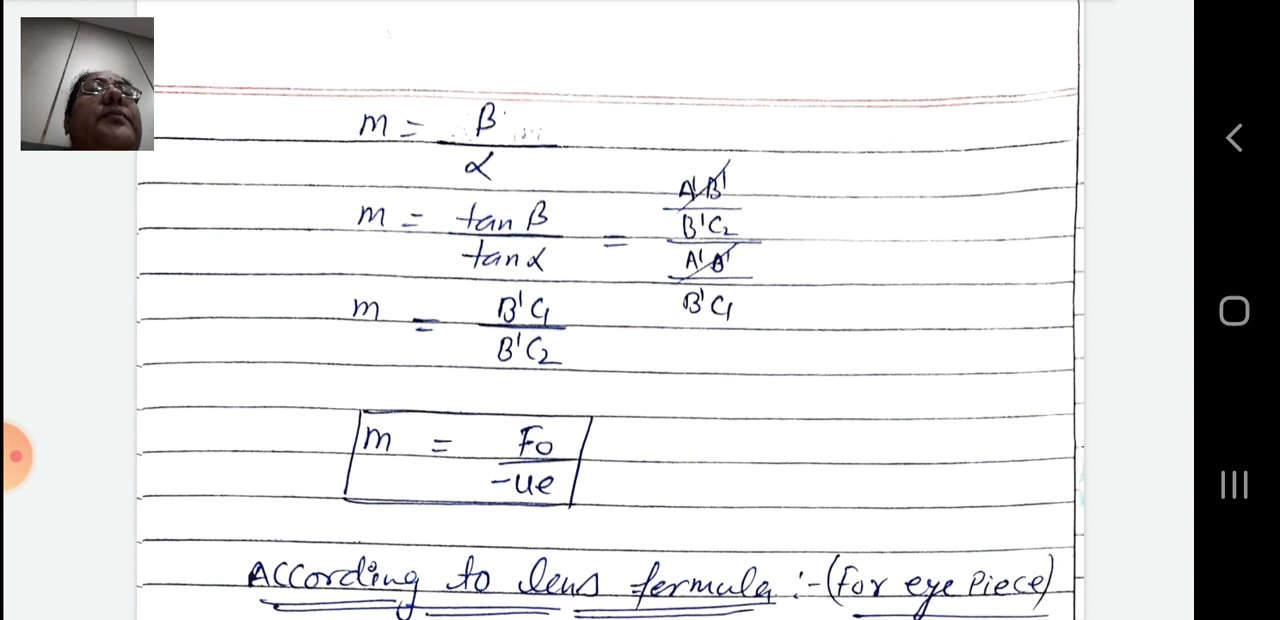 m = β / α
m = tan β / tan α = A'B' / B'C₂ / A'B' / B'C₁
m = B'C₁ / B'C₂
m = Fo / -ue
According to lens formula :- (for eye Piece)